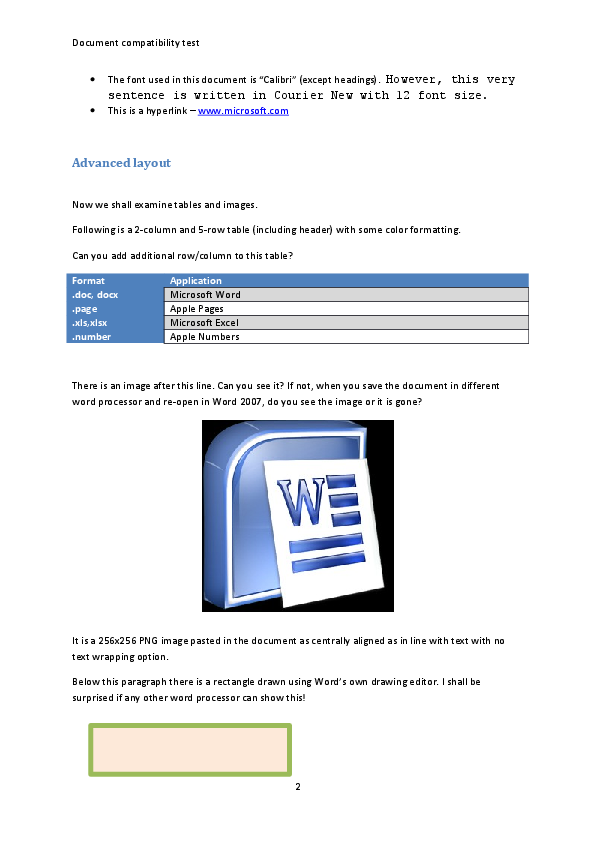 Document compatibility test
• The font used in this document is “Calibri” (except headings). However, this very
sentence is written in Courier New with 12 font size.
• This is a hyperlink – www.microsoft.com
Advanced layout
Now we shall examine tables and images.
Following is a 2-column and 5-row table (including header) with some color formatting.
Can you add additional row/column to this table?
Format Application
.doc, docx Microsoft Word
.page Apple Pages
.xls,xlsx Microsoft Excel
.number Apple Numbers
There is an image after this line. Can you see it? If not, when you save the document in different
word processor and re-open in Word 2007, do you see the image or it is gone?
W
It is a 256x256 PNG image pasted in the document as centrally aligned as in line with text with no
text wrapping option.
Below this paragraph there is a rectangle drawn using Word’s own drawing editor. I shall be
surprised if any other word processor can show this!
2